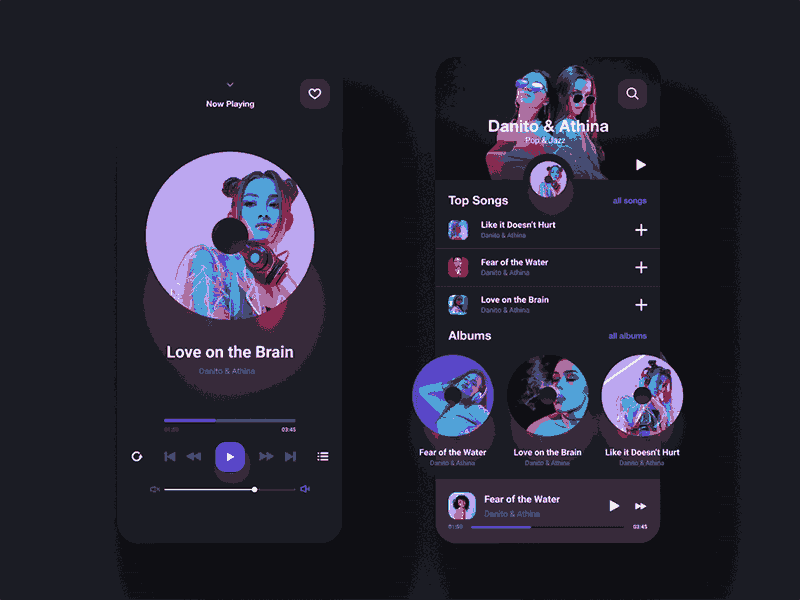 Now Playing
Love on the Brain
Danito & Athina
01:50
03:45
Danito & Athina
Pop & Jazz
Top Songs
all songs
Like it Doesn't Hurt
Danito & Athina
Fear of the Water
Danito & Athina
Love on the Brain
Danito & Athina
Albums
all albums
Fear of the Water
Danito & Athina
Love on the Brain
Danito & Athina
Like it Doesn't Hurt
Danito & Athina
Fear of the Water
Danito & Athina
01:50
03:45